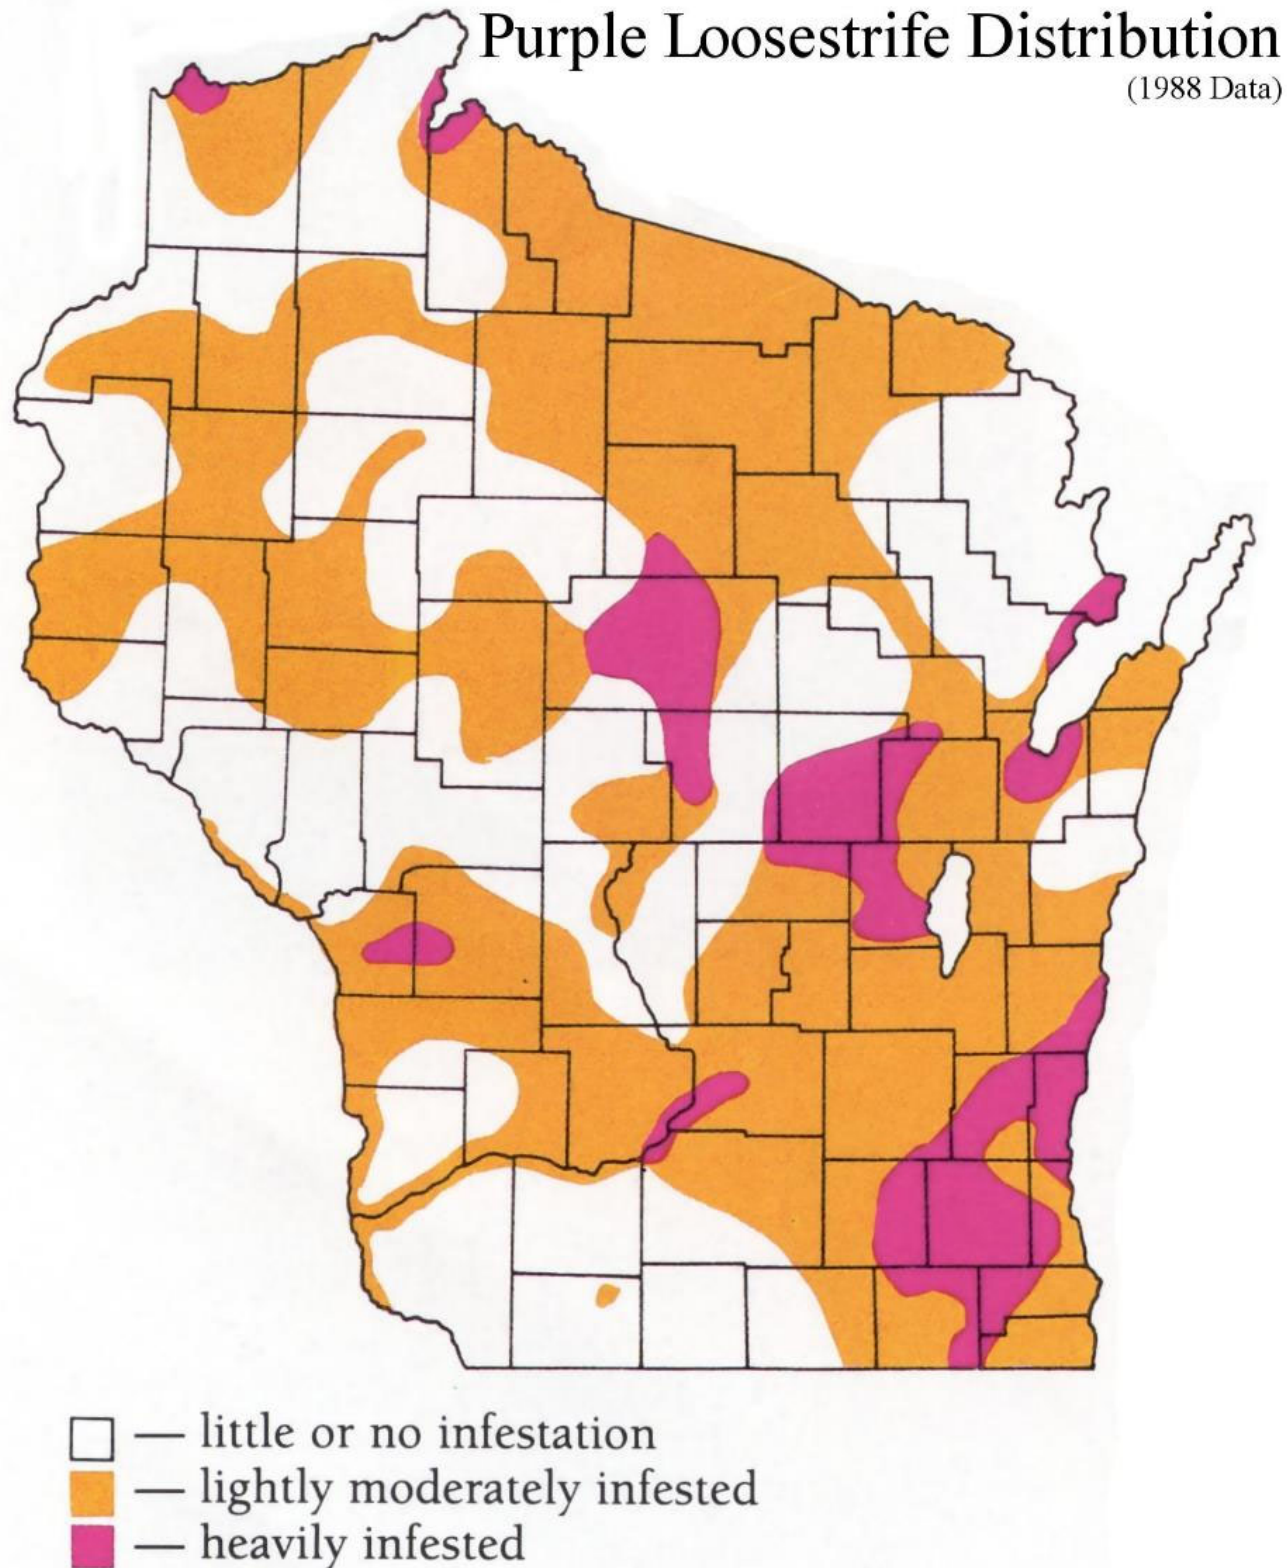 Purple Loosestrife Distribution
(1988 Data)
— little or no infestation
— lightly moderately infested
— heavily infested